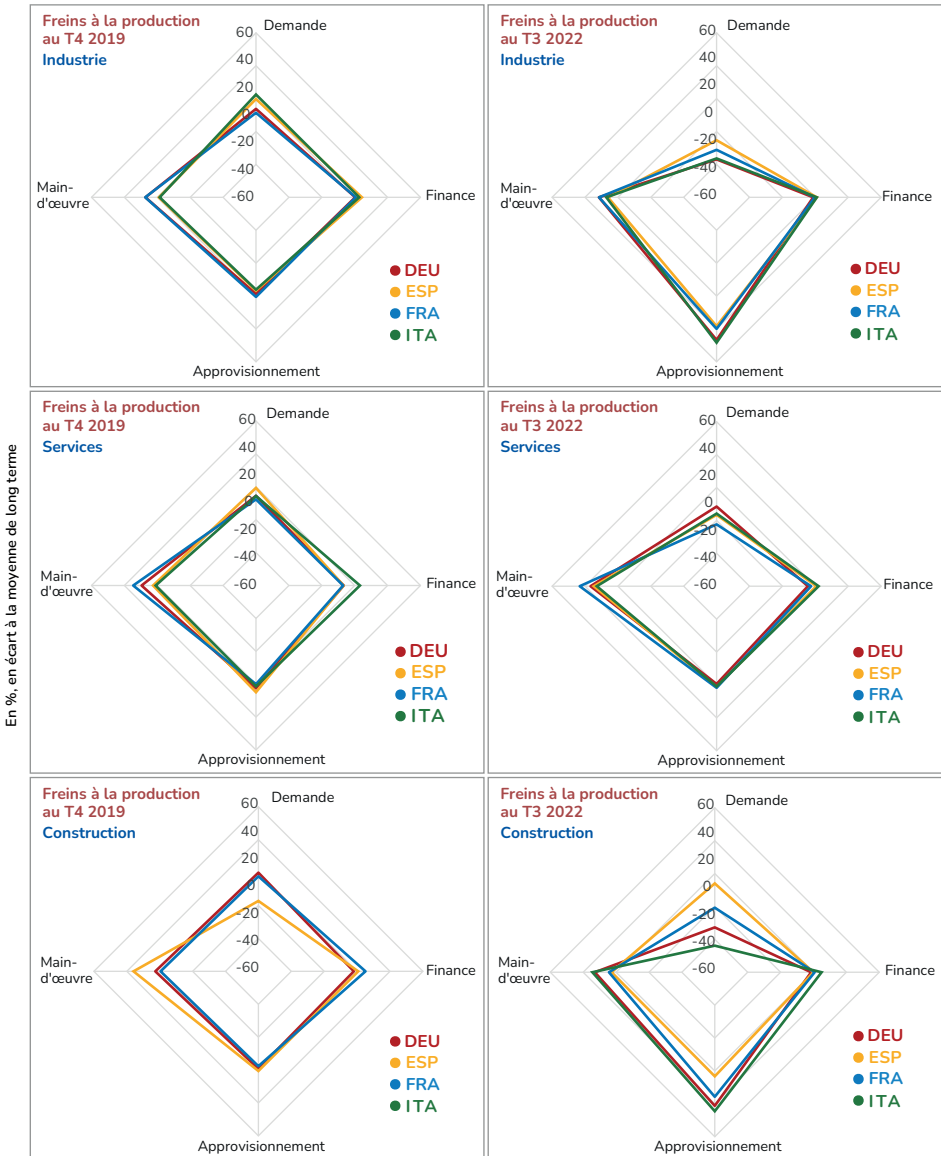 En %, en écart à la moyenne de long terme
Freins à la production
au T4 2019
Industrie
Demande
60
40
20
0
-20
-40
-60
Main-
d'œuvre
Finance
Approvisionnement
DEU
ESP
FRA
ITA
Freins à la production
au T3 2022
Industrie
Demande
60
40
20
0
-20
-40
-60
Main-
d'œuvre
Finance
Approvisionnement
DEU
ESP
FRA
ITA
Freins à la production
au T4 2019
Services
Demande
60
40
20
0
-20
-40
-60
Main-
d'œuvre
Finance
Approvisionnement
DEU
ESP
FRA
ITA
Freins à la production
au T3 2022
Services
Demande
60
40
20
0
-20
-40
-60
Main-
d'œuvre
Finance
Approvisionnement
DEU
ESP
FRA
ITA
Freins à la production
au T4 2019
Construction
Demande
60
40
20
0
-20
-40
-60
Main-
d'œuvre
Finance
Approvisionnement
DEU
ESP
FRA
ITA
Freins à la production
au T3 2022
Construction
Demande
60
40
20
0
-20
-40
-60
Main-
d'œuvre
Finance
Approvisionnement
DEU
ESP
FRA
ITA